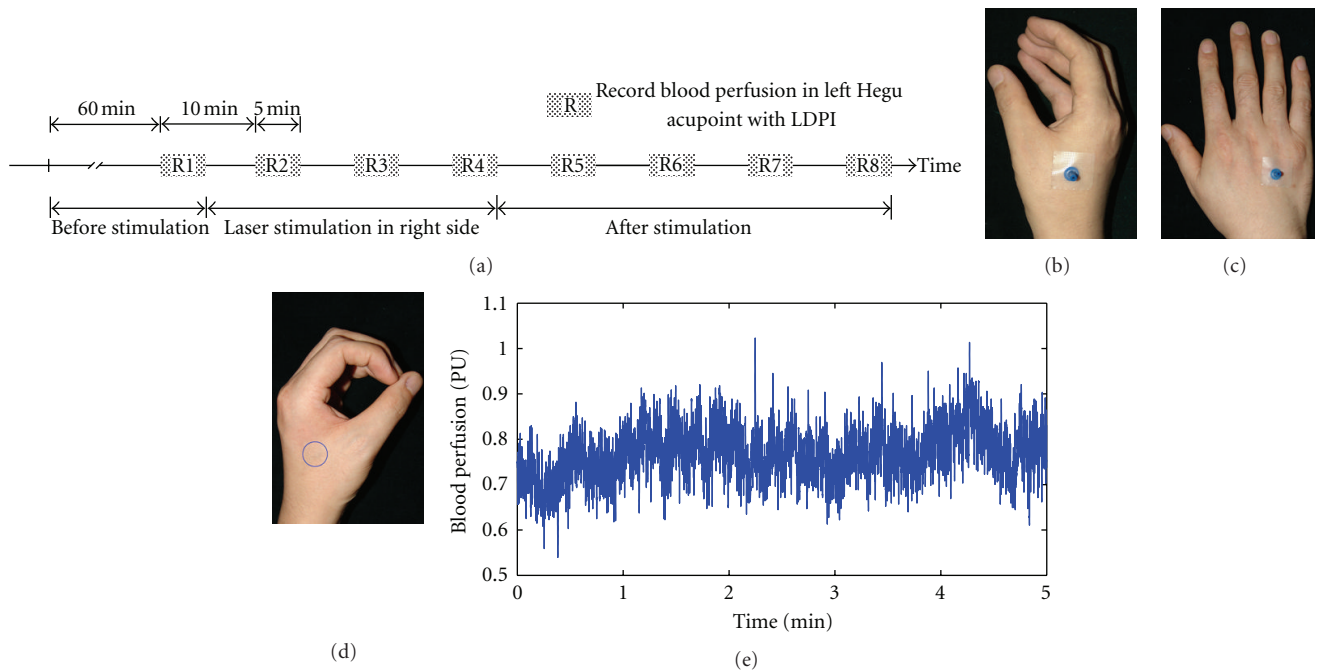 60 min
10 min
5 min
R
Record blood perfusion in left Hegu
acupoint with LDPI
R1
R2
R3
R4
R5
R6
R7
R8
Time
Before stimulation
Laser stimulation in right side
After stimulation
(a)
(b)
(c)
(d)
Blood perfusion (PU)
1.1
1
0.9
0.8
0.7
0.6
0.5
0
1
2
3
4
5
Time (min)
(e)